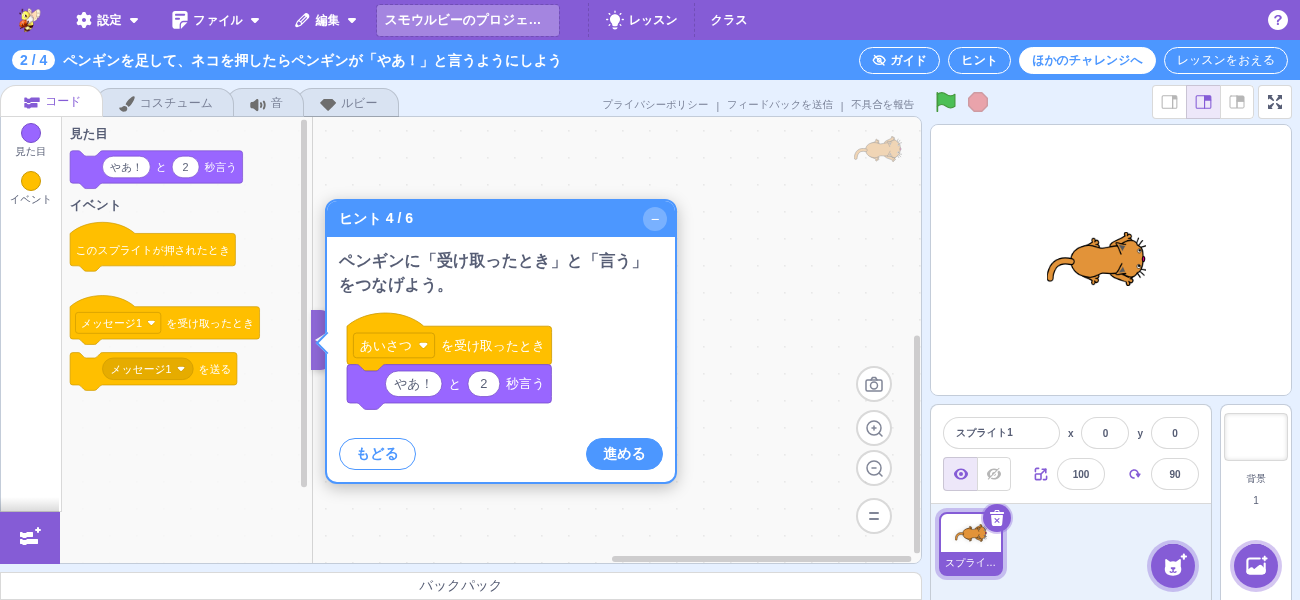 設定 ファイル 編集 スモウルビーのプロジェ… レッスン クラス ?
2 / 4 ペンギンを足して、ネコを押したらペンギンが「やあ！」と言うようにしよう ガイド ヒント ほかのチャレンジへ レッスンをおえる
コード コスチューム 音 ルビー プライバシーポリシー | フィードバックを送信 | 不具合を報告
見た目
イベント
見た目
やあ！ と 2 秒言う
イベント
このスプライトが押されたとき
メッセージ1 を受け取ったとき
メッセージ1 を送る
ヒント 4 / 6
ペンギンに「受け取ったとき」と「言う」
をつなげよう。
あいさつ を受け取ったとき
やあ！ と 2 秒言う
もどる 進める
バックパック
スプライト1 x 0 y 0
100 90
スプライ…
背景
1